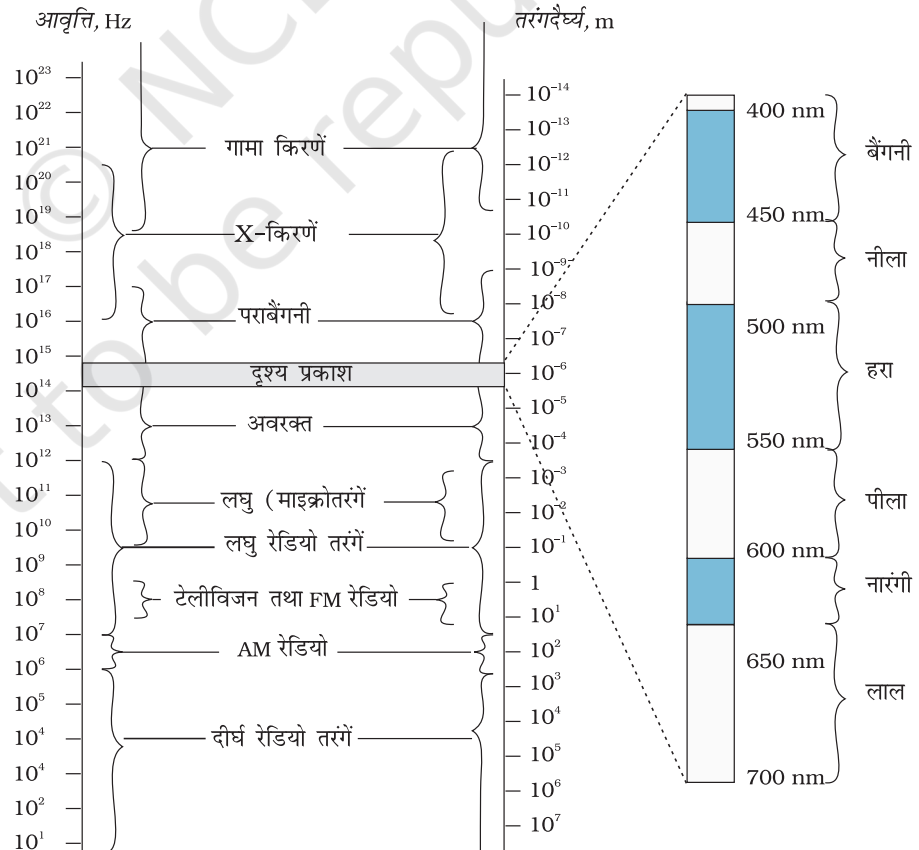 आवृत्ति, Hz
तरंगदैर्घ्य, m
10²³
10²²
10²¹
10²⁰
10¹⁹
10¹⁸
10¹⁷
10¹⁶
10¹⁵
10¹⁴
10¹³
10¹²
10¹¹
10¹⁰
10⁹
10⁸
10⁷
10⁶
10⁵
10⁴
10⁴
10²
10¹
गामा किरणें
X-किरणें
पराबैंगनी
दृश्य प्रकाश
अवरक्त
लघु (माइक्रोतरंगें
लघु रेडियो तरंगें
टेलीविजन तथा FM रेडियो
AM रेडियो
दीर्घ रेडियो तरंगें
10⁻¹⁴
10⁻¹³
10⁻¹²
10⁻¹¹
10⁻¹⁰
10⁻⁹
10⁻⁸
10⁻⁷
10⁻⁶
10⁻⁵
10⁻⁴
10⁻³
10⁻²
10⁻¹
1
10¹
10²
10³
10⁴
10⁵
10⁶
10⁷
400 nm
450 nm
500 nm
550 nm
600 nm
650 nm
700 nm
बैंगनी
नीला
हरा
पीला
नारंगी
लाल
© NCE
to be repu